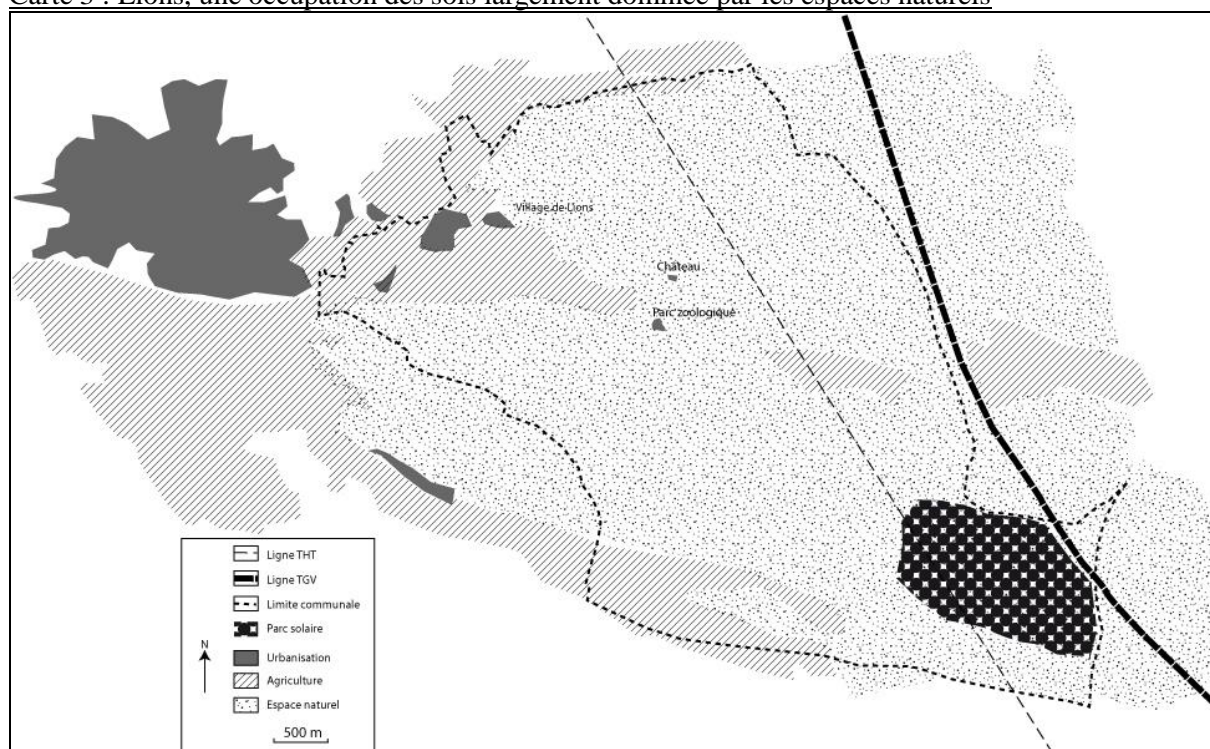 Carte 3 : Lions, une occupation des sols largement dominée par les espaces naturels
Village de Lions
Château
Parc zoologique
Ligne THT
Ligne TGV
Limite communale
Parc solaire
N
Urbanisation
Agriculture
Espace naturel
500 m